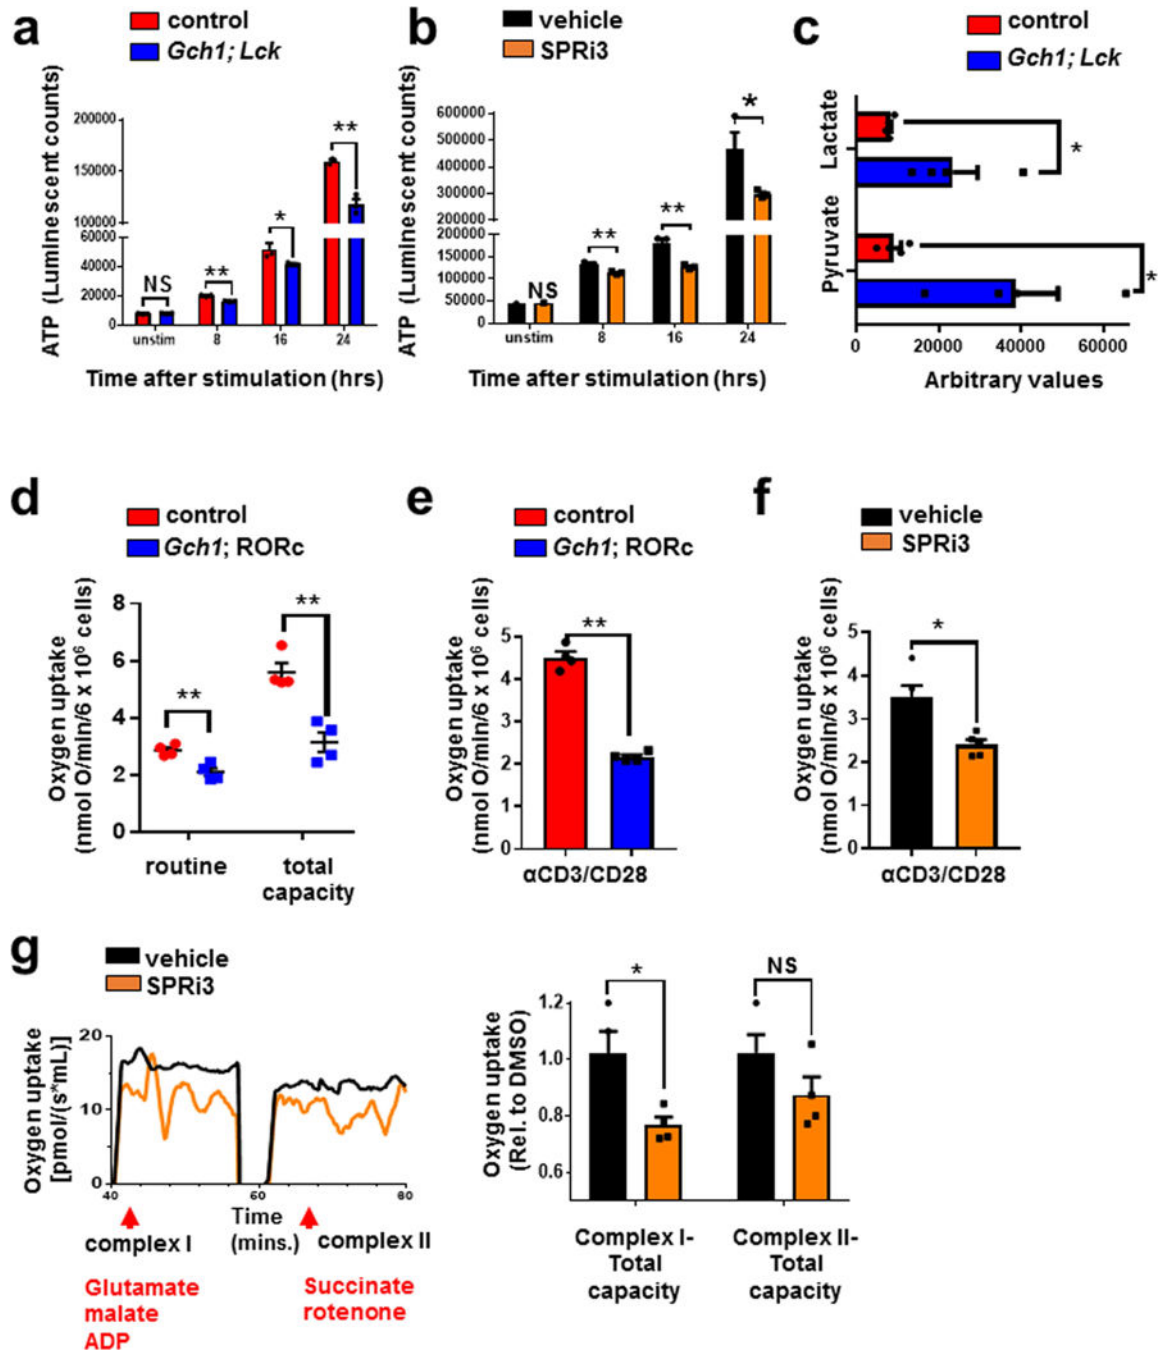 a
control
Gch1; Lck
ATP (Luminescent counts)
200000
150000
100000
60000
40000
20000
0
NS
**
*
**
unstim
8
16
24
Time after stimulation (hrs)
b
vehicle
SPRi3
ATP (Luminescent counts)
600000
500000
400000
300000
200000
200000
150000
100000
50000
0
NS
**
**
*
unstim
8
16
24
Time after stimulation (hrs)
c
control
Gch1; Lck
Lactate
Pyruvate
*
*
0
20000
40000
60000
Arbitrary values
d
control
Gch1; RORc
Oxygen uptake
(nmol O/min/6 x 10⁶ cells)
8
6
4
2
0
**
**
routine
total
capacity
e
control
Gch1; RORc
Oxygen uptake
(nmol O/min/6 x 10⁶ cells)
5
4
3
2
1
0
**
αCD3/CD28
f
vehicle
SPRi3
Oxygen uptake
(nmol O/min/6 x 10⁶ cells)
5
4
3
2
1
0
*
αCD3/CD28
g
vehicle
SPRi3
Oxygen uptake
[pmol/(s*mL)]
20
10
0
40
60
80
Time
(mins.)
complex I
complex II
Glutamate
malate
ADP
Succinate
rotenone
Oxygen uptake
(Rel. to DMSO)
1.2
1.0
0.8
0.6
*
NS
Complex I-
Total
capacity
Complex II-
Total
capacity